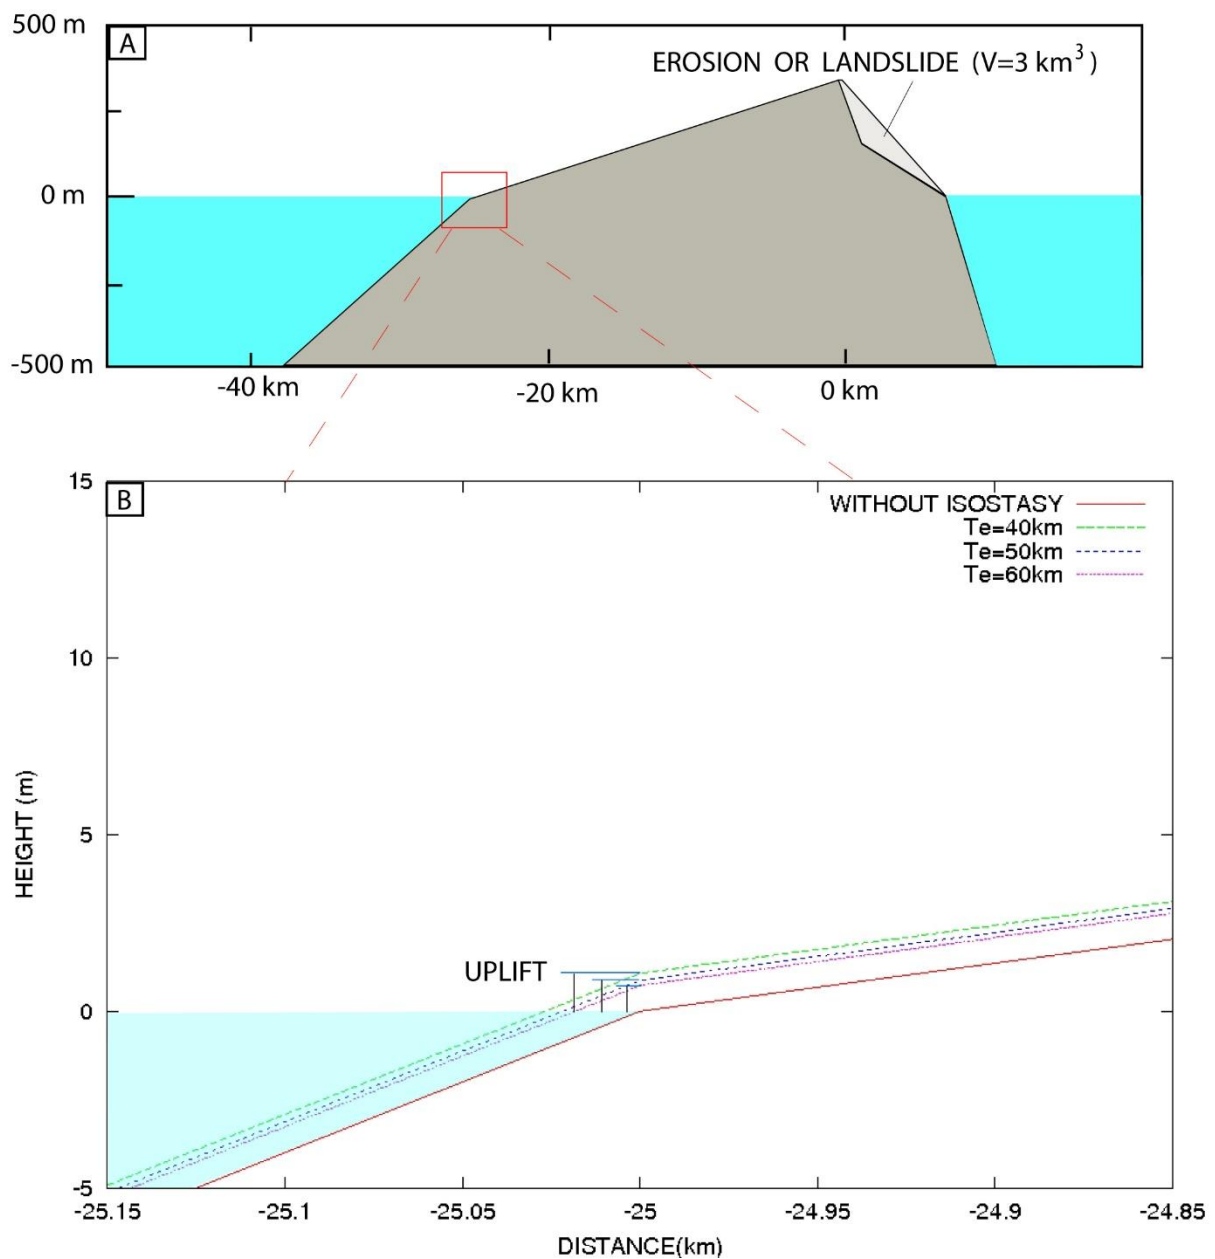 500 m
A
EROSION OR LANDSLIDE (V=3 km³)
0 m
-500 m
-40 km
-20 km
0 km
15
B
WITHOUT ISOSTASY
Te=40km
Te=50km
Te=60km
10
HEIGHT (m)
5
UPLIFT
0
-5
-25.15
-25.1
-25.05
-25
-24.95
-24.9
-24.85
DISTANCE(km)